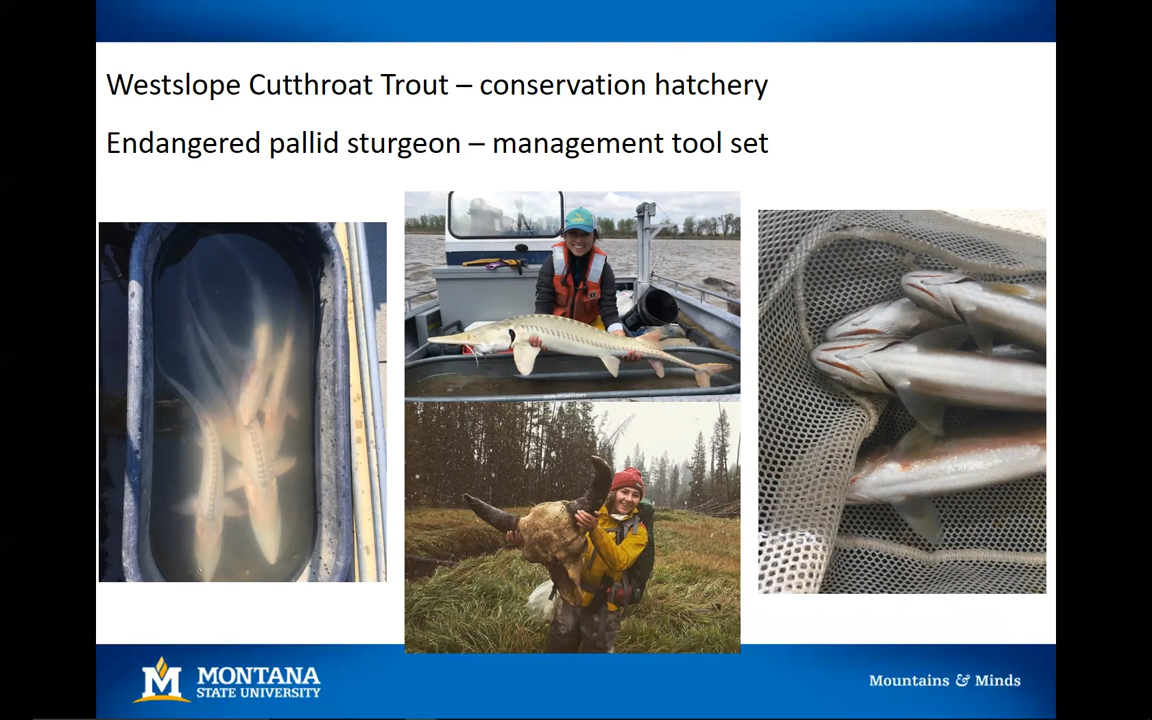 Westslope Cutthroat Trout – conservation hatchery
Endangered pallid sturgeon – management tool set
M MONTANA
STATE UNIVERSITY
Mountains & Minds